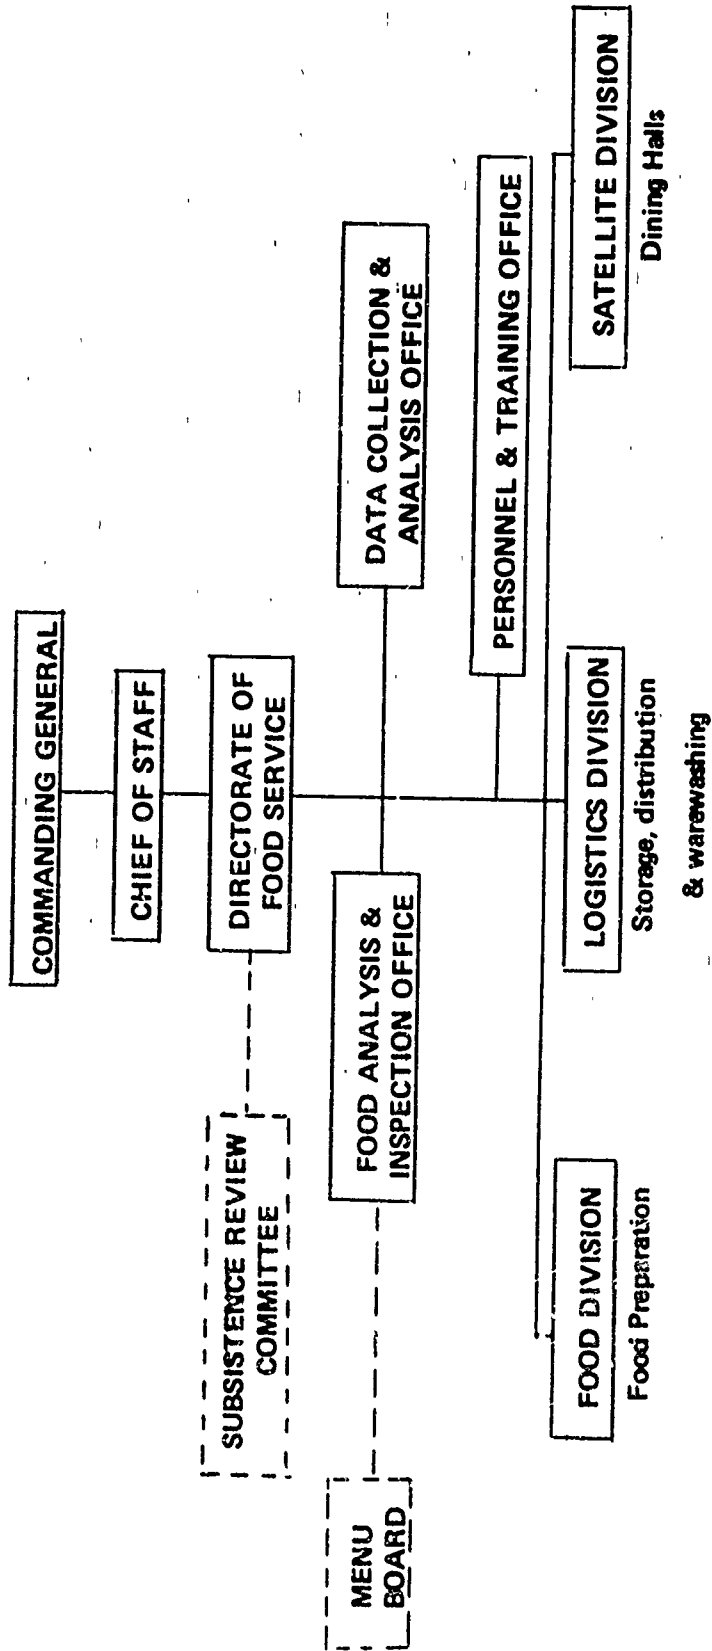 COMMANDING GENERAL
CHIEF OF STAFF
DIRECTORATE OF
FOOD SERVICE
SUBSISTENCE REVIEW
COMMITTEE
MENU
BOARD
FOOD ANALYSIS &
INSPECTION OFFICE
DATA COLLECTION &
ANALYSIS OFFICE
PERSONNEL & TRAINING OFFICE
FOOD DIVISION
Food Preparation
LOGISTICS DIVISION
Storage, distribution
& warewashing
SATELLITE DIVISION
Dining Halls